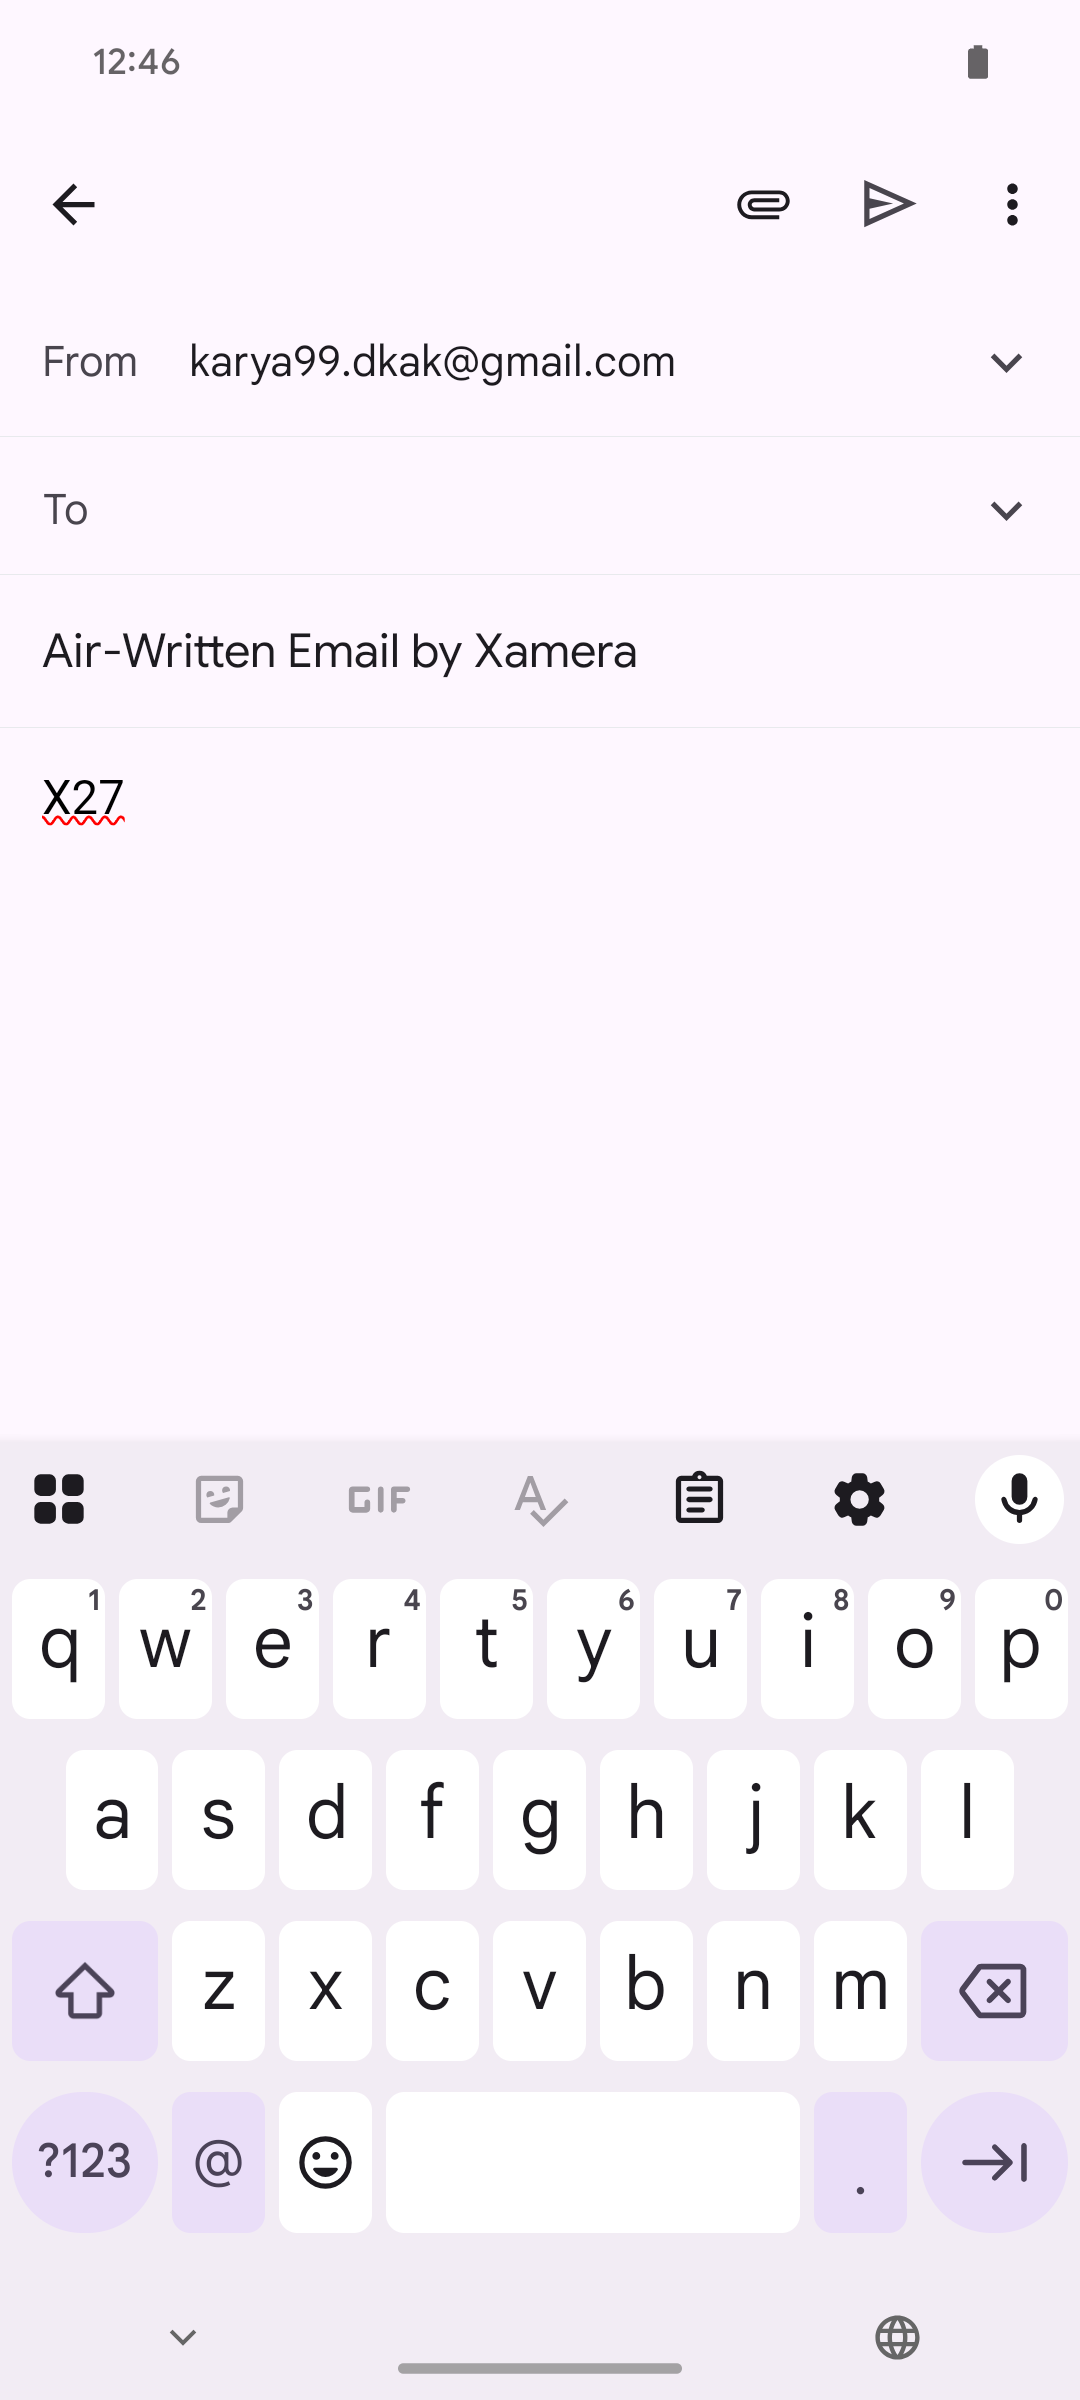 12:46
From karya99.dkak@gmail.com
To
Air-Written Email by Xamera
X27
GIF
1 2 3 4 5 6 7 8 9 0
q w e r t y u i o p
a s d f g h j k l
z x c v b n m
?123 @ .